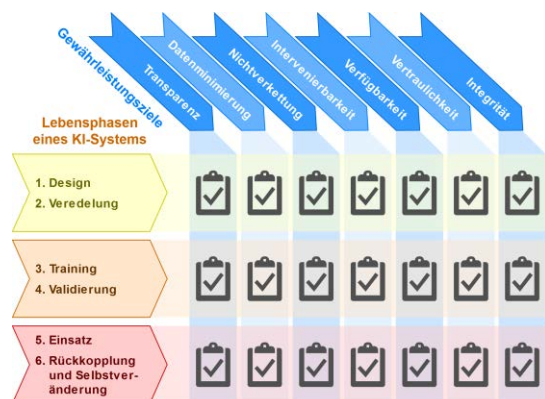 Gewährleistungsziele
Transparenz
Datenminimierung
Nichtverkettung
Intervenierbarkeit
Verfügbarkeit
Vertraulichkeit
Integrität
Lebensphasen
eines KI-Systems
1. Design
2. Veredelung
3. Training
4. Validierung
5. Einsatz
6. Rückkopplung
und Selbstver-
änderung